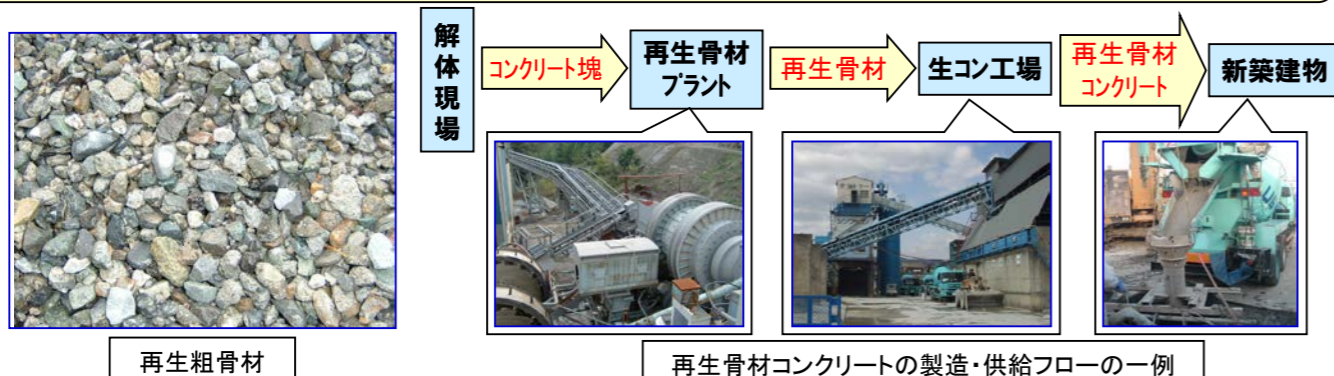 解体現場
コンクリート塊
再生骨材
プラント
再生骨材
生コン工場
再生骨材
コンクリート
新築建物
再生粗骨材
再生骨材コンクリートの製造・供給フローの一例